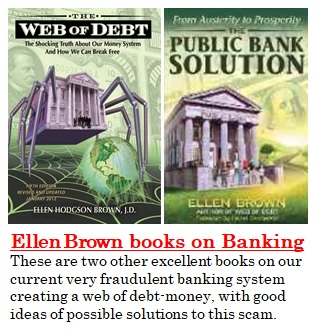 THE
WEB OF DEBT
The Shocking Truth About Our Money System
And How We Can Break Free
FIFTH EDITION
REVISED AND UPDATED
JANUARY 2012
ELLEN HODGSON BROWN, J.D.
From Austerity to Prosperity
THE
PUBLIC BANK
SOLUTION
ELLEN BROWN
AUTHOR OF WEB OF DEBT
Ellen Brown books on Banking
These are two other excellent books on our
current very fraudulent banking system
creating a web of debt-money, with good
ideas of possible solutions to this scam.